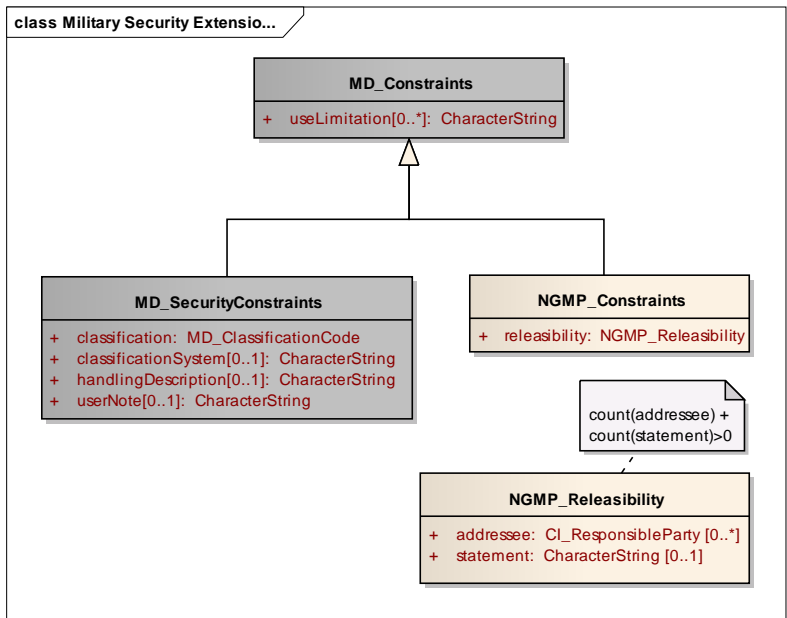 class Military Security Extensio...
MD_Constraints
+ useLimitation[0..*]: CharacterString
MD_SecurityConstraints
+ classification: MD_ClassificationCode
+ classificationSystem[0..1]: CharacterString
+ handlingDescription[0..1]: CharacterString
+ userNote[0..1]: CharacterString
NGMP_Constraints
+ releasibility: NGMP_Releasibility
count(addressee) +
count(statement)>0
NGMP_Releasibility
+ addressee: CI_ResponsibleParty [0..*]
+ statement: CharacterString [0..1]